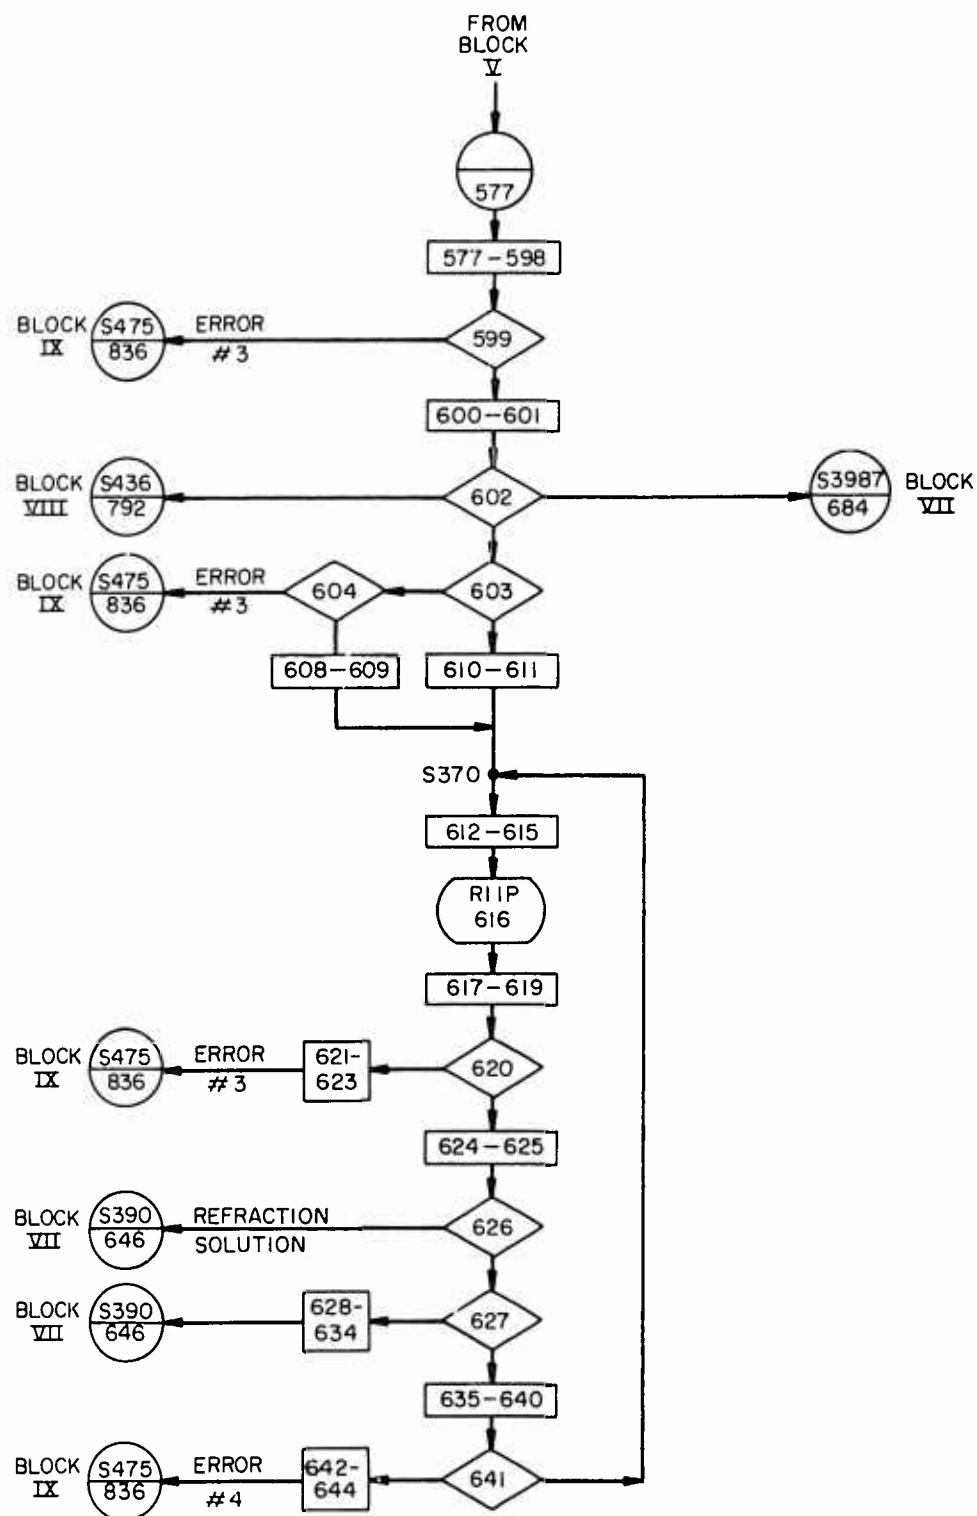 FROM
BLOCK
V
577
577-598
BLOCK
IX
S475
836
ERROR
#3
599
600-601
BLOCK
VIII
S436
792
602
S3987
684
BLOCK
VII
BLOCK
IX
S475
836
ERROR
#3
604
603
608-609
610-611
S370
612-615
R11P
616
617-619
BLOCK
IX
S475
836
ERROR
#3
621-
623
620
624-625
BLOCK
VII
S390
646
REFRACTION
SOLUTION
626
BLOCK
VII
S390
646
628-
634
627
635-640
BLOCK
IX
S475
836
ERROR
#4
642-
644
641